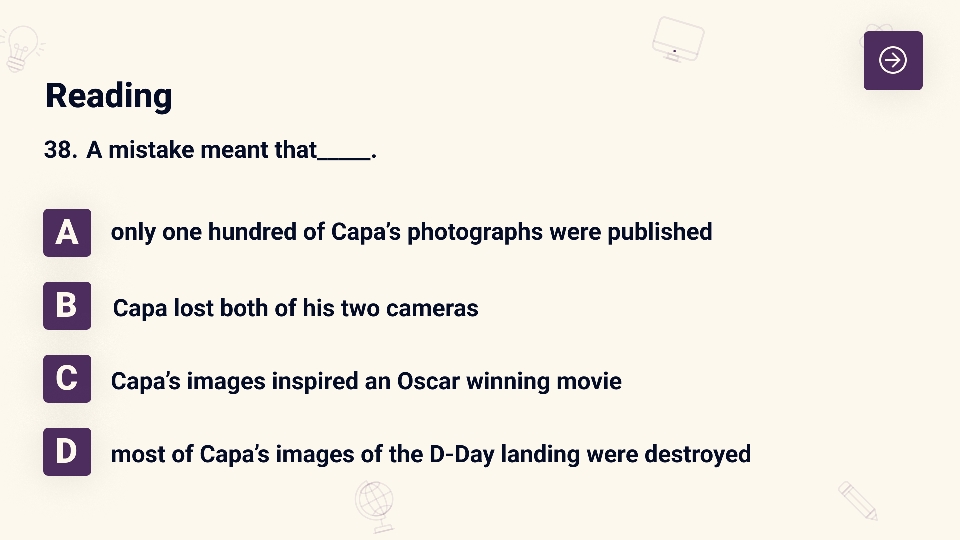 Reading
38. A mistake meant that_____.
A only one hundred of Capa’s photographs were published
B Capa lost both of his two cameras
C Capa’s images inspired an Oscar winning movie
D most of Capa’s images of the D-Day landing were destroyed